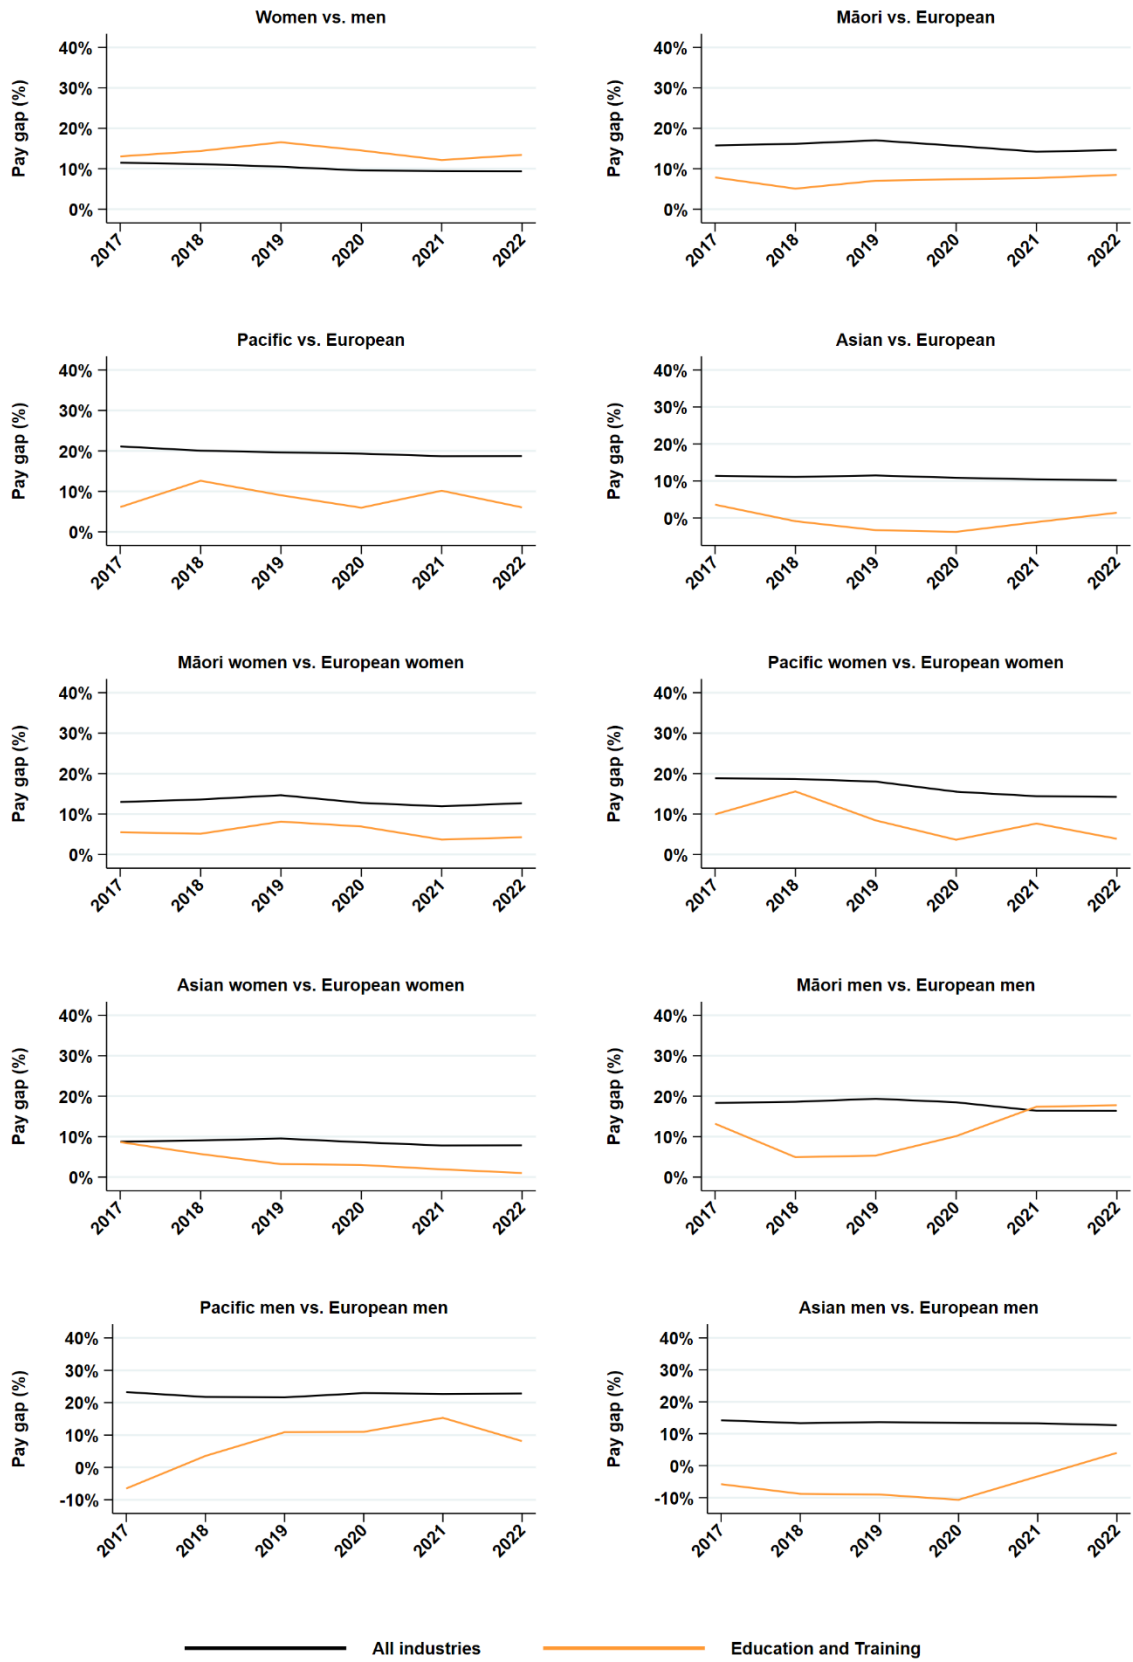 Women vs. men
Pay gap (%)
40%
30%
20%
10%
0%
2017 2018 2019 2020 2021 2022
Māori vs. European
Pay gap (%)
40%
30%
20%
10%
0%
2017 2018 2019 2020 2021 2022
Pacific vs. European
Pay gap (%)
40%
30%
20%
10%
0%
2017 2018 2019 2020 2021 2022
Asian vs. European
Pay gap (%)
40%
30%
20%
10%
0%
2017 2018 2019 2020 2021 2022
Māori women vs. European women
Pay gap (%)
40%
30%
20%
10%
0%
2017 2018 2019 2020 2021 2022
Pacific women vs. European women
Pay gap (%)
40%
30%
20%
10%
0%
2017 2018 2019 2020 2021 2022
Asian women vs. European women
Pay gap (%)
40%
30%
20%
10%
0%
2017 2018 2019 2020 2021 2022
Māori men vs. European men
Pay gap (%)
40%
30%
20%
10%
0%
2017 2018 2019 2020 2021 2022
Pacific men vs. European men
Pay gap (%)
40%
30%
20%
10%
0%
-10%
2017 2018 2019 2020 2021 2022
Asian men vs. European men
Pay gap (%)
40%
30%
20%
10%
0%
-10%
2017 2018 2019 2020 2021 2022
All industries
Education and Training